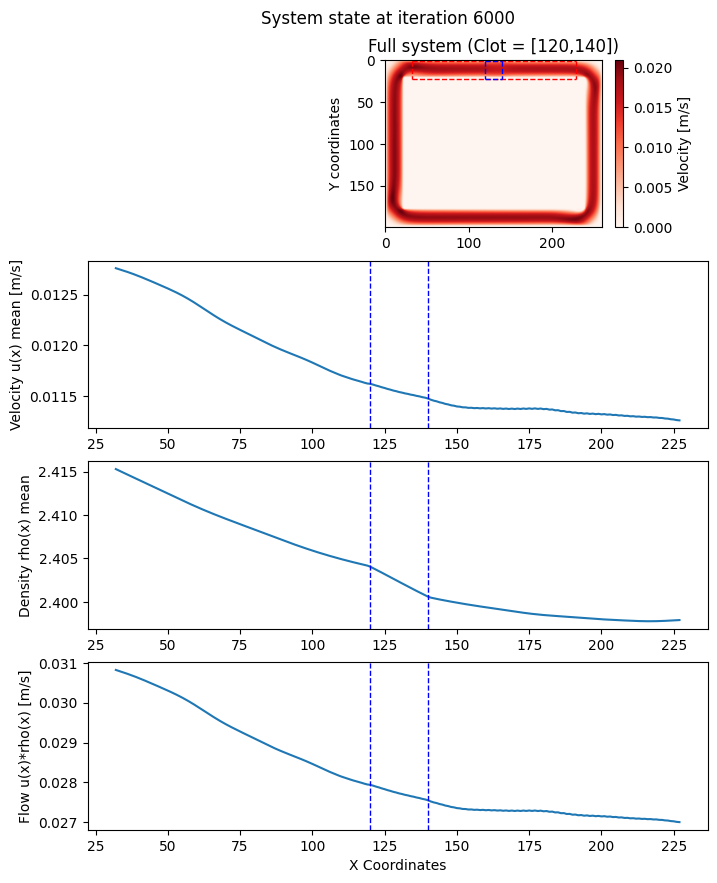 System state at iteration 6000
Full system (Clot = [120,140])
0
50
100
150
Y coordinates
0 100 200
0.020
0.015
0.010
0.005
0.000
Velocity [m/s]
Velocity u(x) mean [m/s]
0.0125
0.0120
0.0115
25 50 75 100 125 150 175 200 225
Density rho(x) mean
2.415
2.410
2.405
2.400
25 50 75 100 125 150 175 200 225
Flow u(x)*rho(x) [m/s]
0.031
0.030
0.029
0.028
0.027
25 50 75 100 125 150 175 200 225
X Coordinates